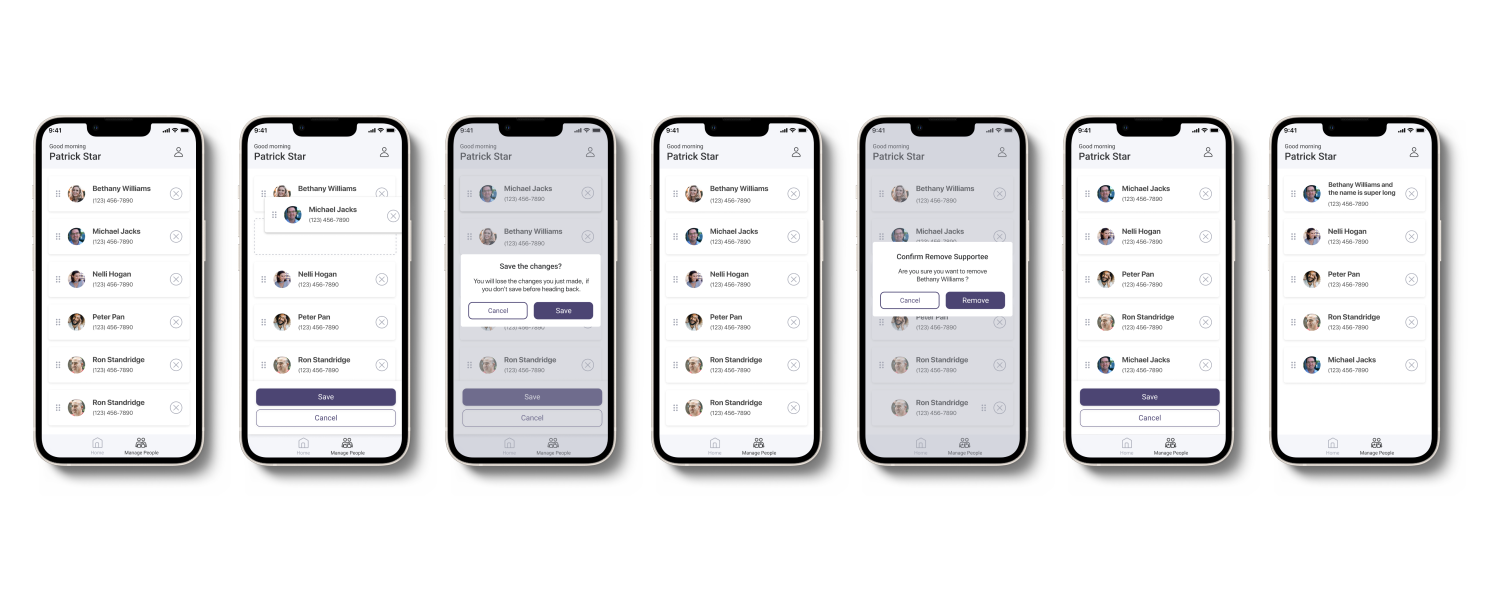 9:41
Good morning
Patrick Star
Bethany Williams
(123) 456-7890
Michael Jacks
(123) 456-7890
Nelli Hogan
(123) 456-7890
Peter Pan
(123) 456-7890
Ron Standridge
(123) 456-7890
Ron Standridge
(123) 456-7890
Home
Manage People
9:41
Good morning
Patrick Star
Bethany Williams
Michael Jacks
(123) 456-7890
Nelli Hogan
(123) 456-7890
Peter Pan
(123) 456-7890
Ron Standridge
(123) 456-7890
Save
Cancel
Home
Manage People
9:41
Good morning
Patrick Star
Michael Jacks
(123) 456-7890
Bethany Williams
(123) 456-7890
Save the changes?
You will lose the changes you just made, if
you don't save before heading back.
Cancel
Save
(123) 456-7890
Ron Standridge
(123) 456-7890
Save
Cancel
Home
Manage People
9:41
Good morning
Patrick Star
Bethany Williams
(123) 456-7890
Michael Jacks
(123) 456-7890
Nelli Hogan
(123) 456-7890
Peter Pan
(123) 456-7890
Ron Standridge
(123) 456-7890
Ron Standridge
(123) 456-7890
Home
Manage People
9:41
Good morning
Patrick Star
Bethany Williams
(123) 456-7890
Michael Jacks
Confirm Remove Supportee
Are you sure you want to remove
Bethany Williams ?
Cancel
Remove
Peter Pan
(123) 456-7890
Ron Standridge
(123) 456-7890
Ron Standridge
(123) 456-7890
Home
Manage People
9:41
Good morning
Patrick Star
Michael Jacks
(123) 456-7890
Nelli Hogan
(123) 456-7890
Peter Pan
(123) 456-7890
Ron Standridge
(123) 456-7890
Michael Jacks
(123) 456-7890
Save
Cancel
Home
Manage People
9:41
Good morning
Patrick Star
Bethany Williams and
the name is super long
(123) 456-7890
Nelli Hogan
(123) 456-7890
Peter Pan
(123) 456-7890
Ron Standridge
(123) 456-7890
Michael Jacks
(123) 456-7890
Home
Manage People